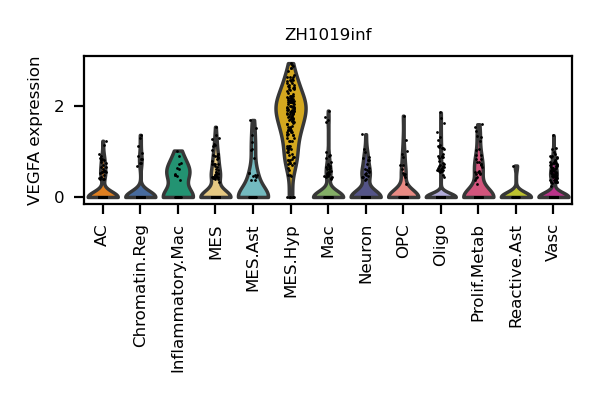 ZH1019inf
VEGFA expression
2
0
AC
Chromatin.Reg
Inflammatory.Mac
MES
MES.Ast
MES.Hyp
Mac
Neuron
OPC
Oligo
Prolif.Metab
Reactive.Ast
Vasc